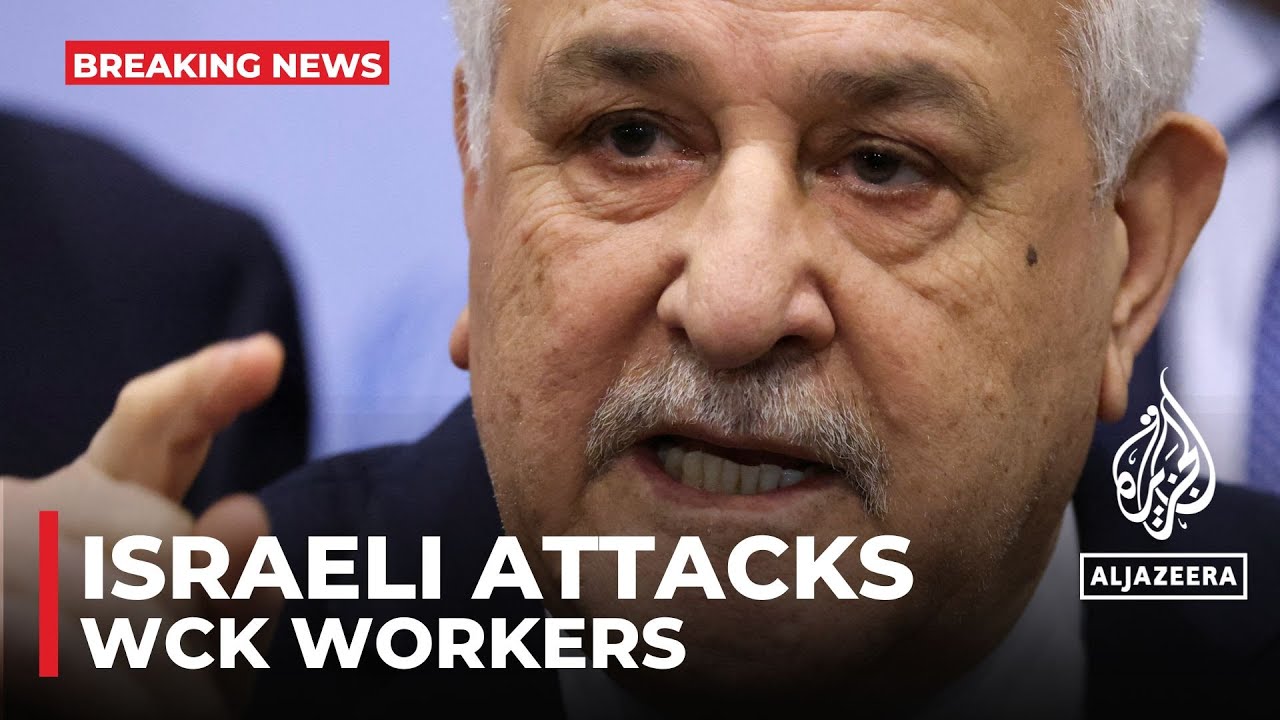 BREAKING NEWS
ISRAELI ATTACKS
WCK WORKERS
الجزيرة
ALJAZEERA